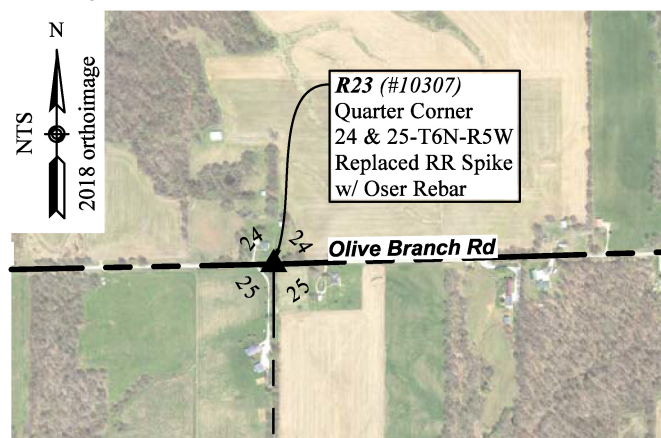 N
NTS
2018 orthoimage
R23 (#10307)
Quarter Corner
24 & 25-T6N-R5W
Replaced RR Spike
w/ Oser Rebar
24
24
Olive Branch Rd
25
25